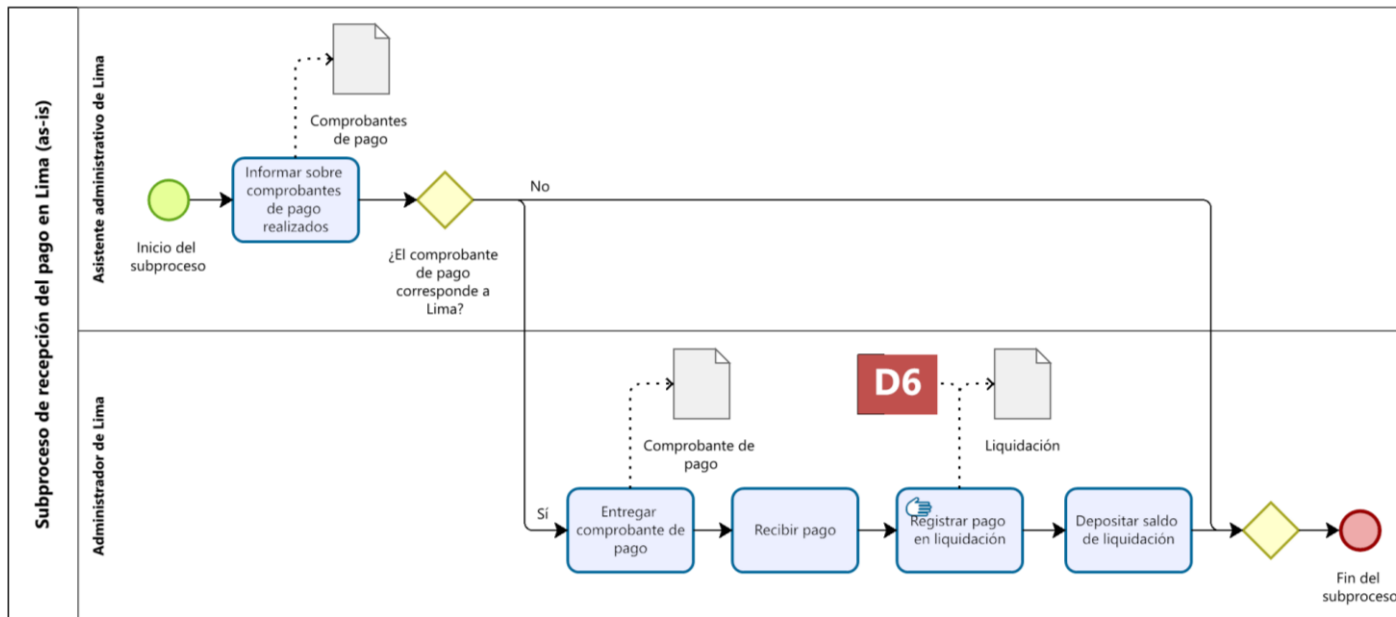 Subproceso de recepción del pago en Lima (as-is)
Asistente administrativo de Lima
Comprobantes
de pago
Informar sobre
comprobantes
de pago
realizados
Inicio del
subproceso
¿El comprobante
de pago
corresponde a
Lima?
No
Administrador de Lima
Sí
Comprobante de
pago
Entregar
comprobante de
pago
Recibir pago
D6
Liquidación
Registrar pago
en liquidación
Depositar saldo
de liquidación
Fin del
subproceso